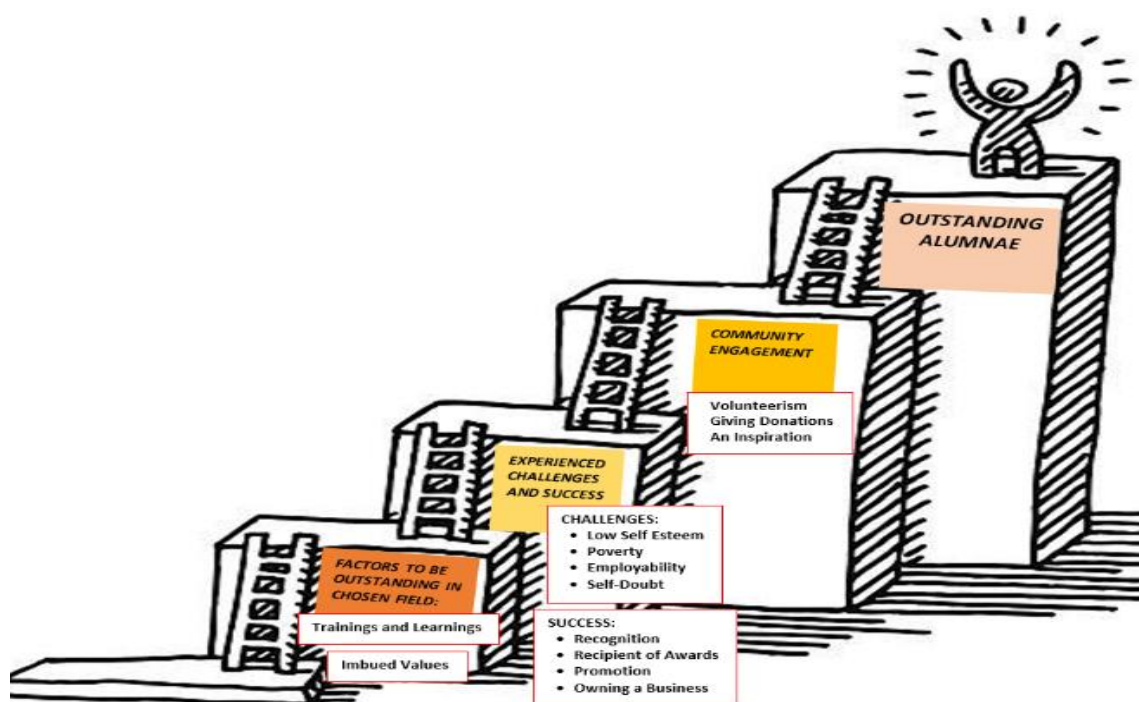 OUTSTANDING
ALUMNAE
COMMUNITY
ENGAGEMENT
Volunteerism
Giving Donations
An Inspiration
EXPERIENCED
CHALLENGES
AND SUCCESS
CHALLENGES:
• Low Self Esteem
• Poverty
• Employability
• Self-Doubt
SUCCESS:
• Recognition
• Recipient of Awards
• Promotion
• Owning a Business
FACTORS TO BE
OUTSTANDING IN
CHOSEN FIELD:
Trainings and Learnings
Imbued Values